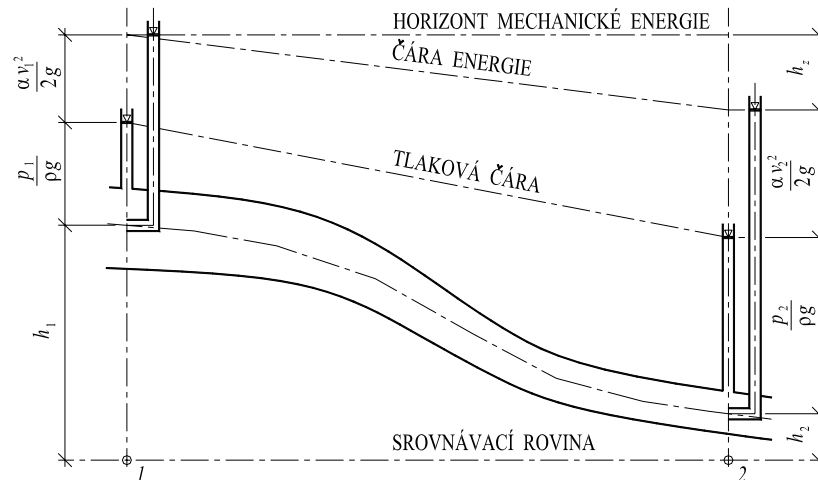 HORIZONT MECHANICKÉ ENERGIE
ČÁRA ENERGIE
TLAKOVÁ ČÁRA
SROVNÁVACÍ ROVINA
αv₁²
2g
p₁
ρg
h₁
h_z
αv₂²
2g
p₂
ρg
h₂
1
2